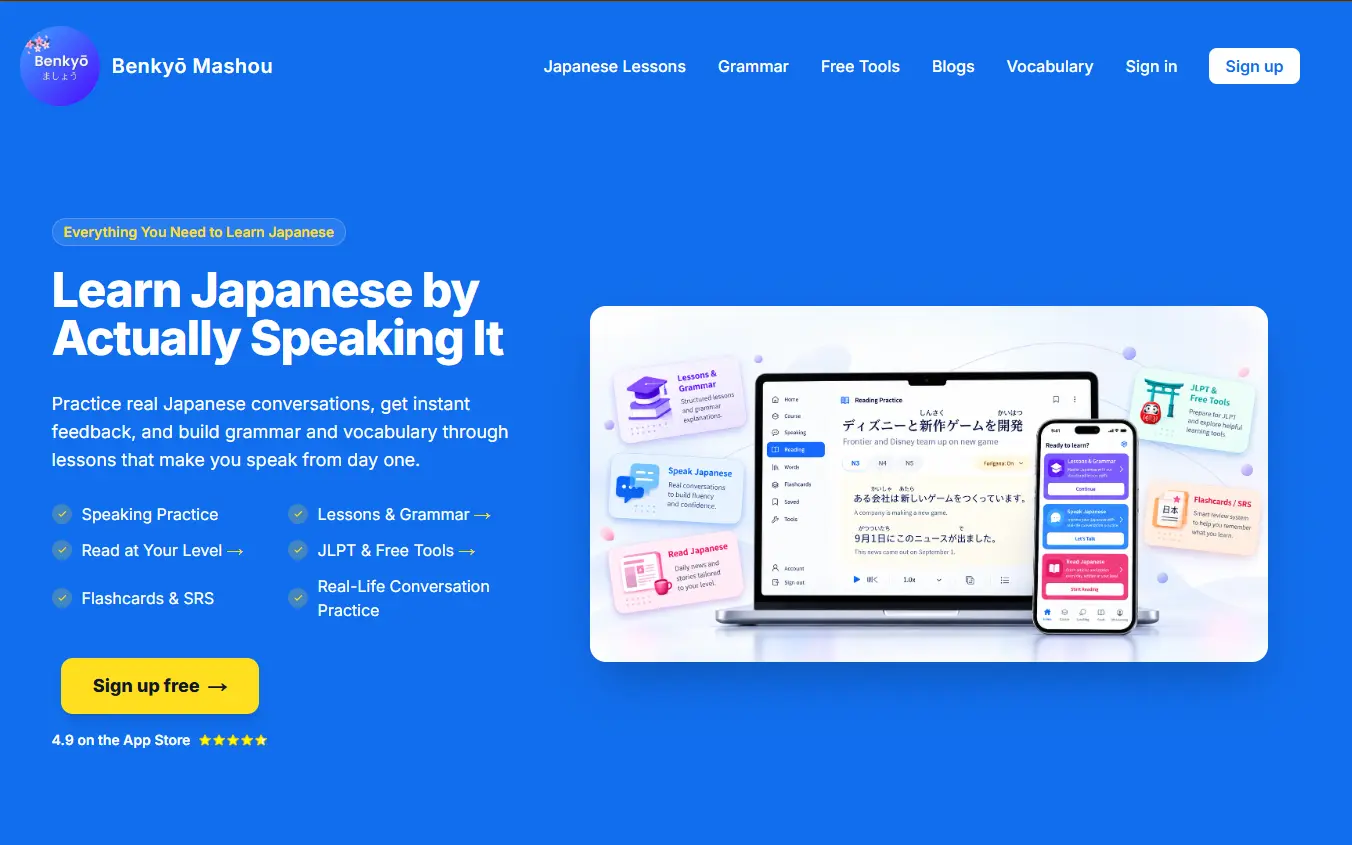 Benkyō
ましょう
Benkyō Mashou
Japanese Lessons
Grammar
Free Tools
Blogs
Vocabulary
Sign in
Sign up
Everything You Need to Learn Japanese
Learn Japanese by
Actually Speaking It
Practice real Japanese conversations, get instant
feedback, and build grammar and vocabulary through
lessons that make you speak from day one.
Speaking Practice
Lessons & Grammar →
Read at Your Level →
JLPT & Free Tools →
Flashcards & SRS
Real-Life Conversation
Practice
Sign up free →
4.9 on the App Store
Lessons &
Grammar
Structured lessons
and grammar
explanations.
Speak Japanese
Real conversations
to build fluency
and confidence.
Read Japanese
Daily news and
stories tailored
to your level.
Home
Course
Speaking
Reading
Words
Flashcards
Saved
Tools
Account
Sign out
Reading Practice
しんさく
かいはつ
ディズニーと新作ゲームを開発
Frontier and Disney team up on new game
N3
N4
N5
Furigana: On
かいしゃ
あたら
ある会社は新しいゲームをつくっています。
A company is making a new game.
がつついたち
で
9月1日にこのニュースが出ました。
This news came out on September 1.
1.0x
9:41
Ready to learn?
Lessons & Grammar
Continue
Speak Japanese
Let's Talk
Read Japanese
Start Reading
JLPT &
Free Tools
Prepare for JLPT
and explore helpful
learning tools.
Flashcards / SRS
日本
Smart review system
to help you remember
what you learn.